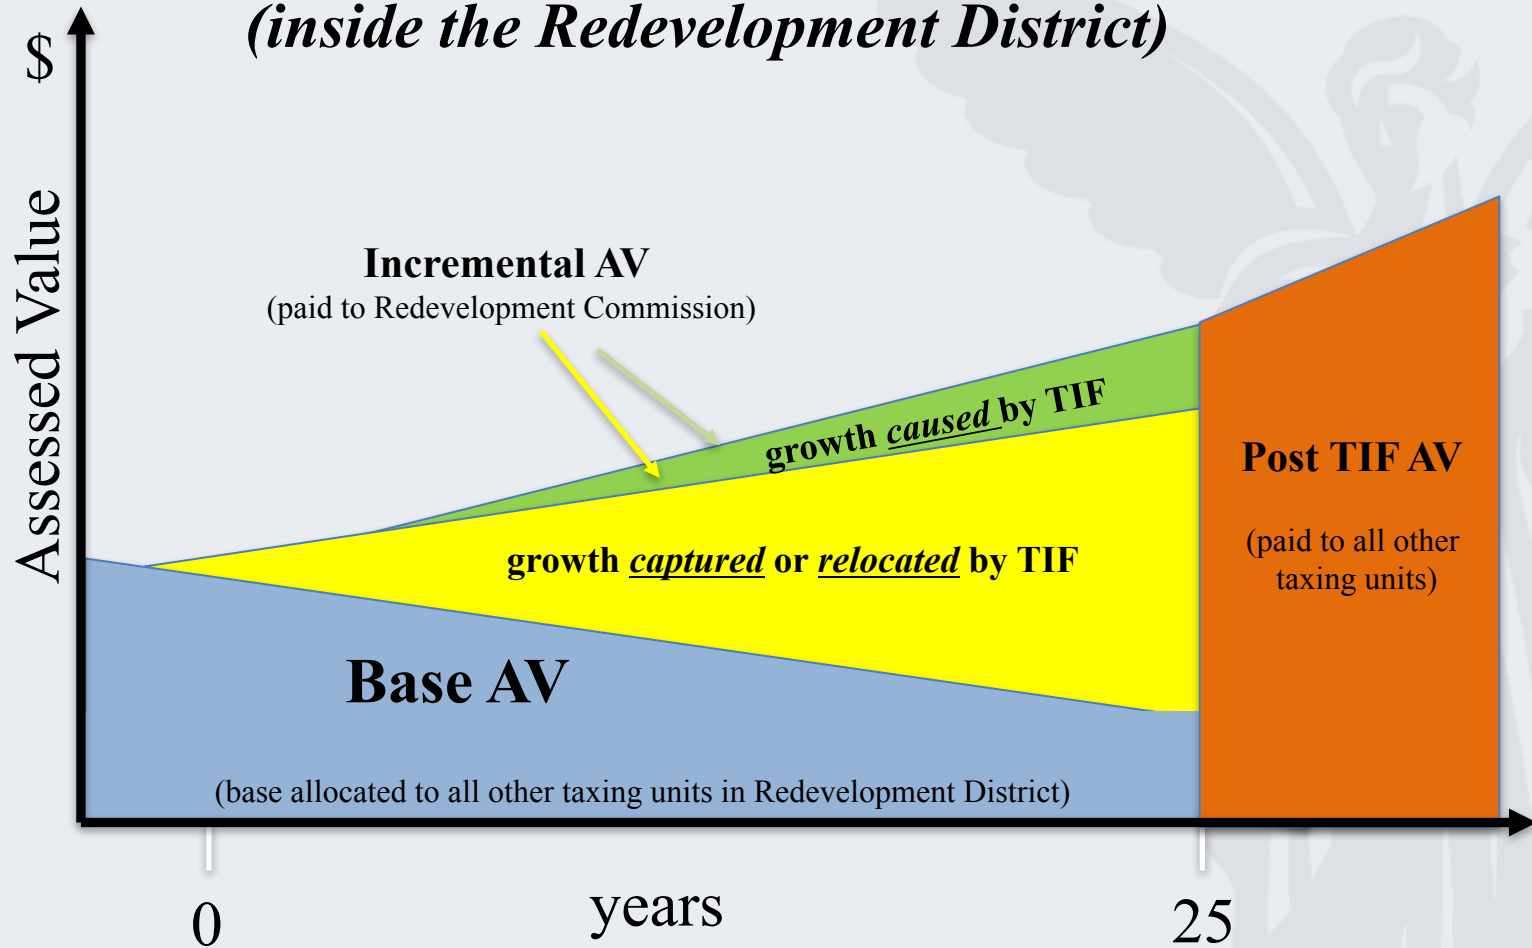 (inside the Redevelopment District)
$
Assessed Value
Incremental AV
(paid to Redevelopment Commission)
growth caused by TIF
Post TIF AV
(paid to all other
taxing units)
growth captured or relocated by TIF
Base AV
(base allocated to all other taxing units in Redevelopment District)
0
years
25